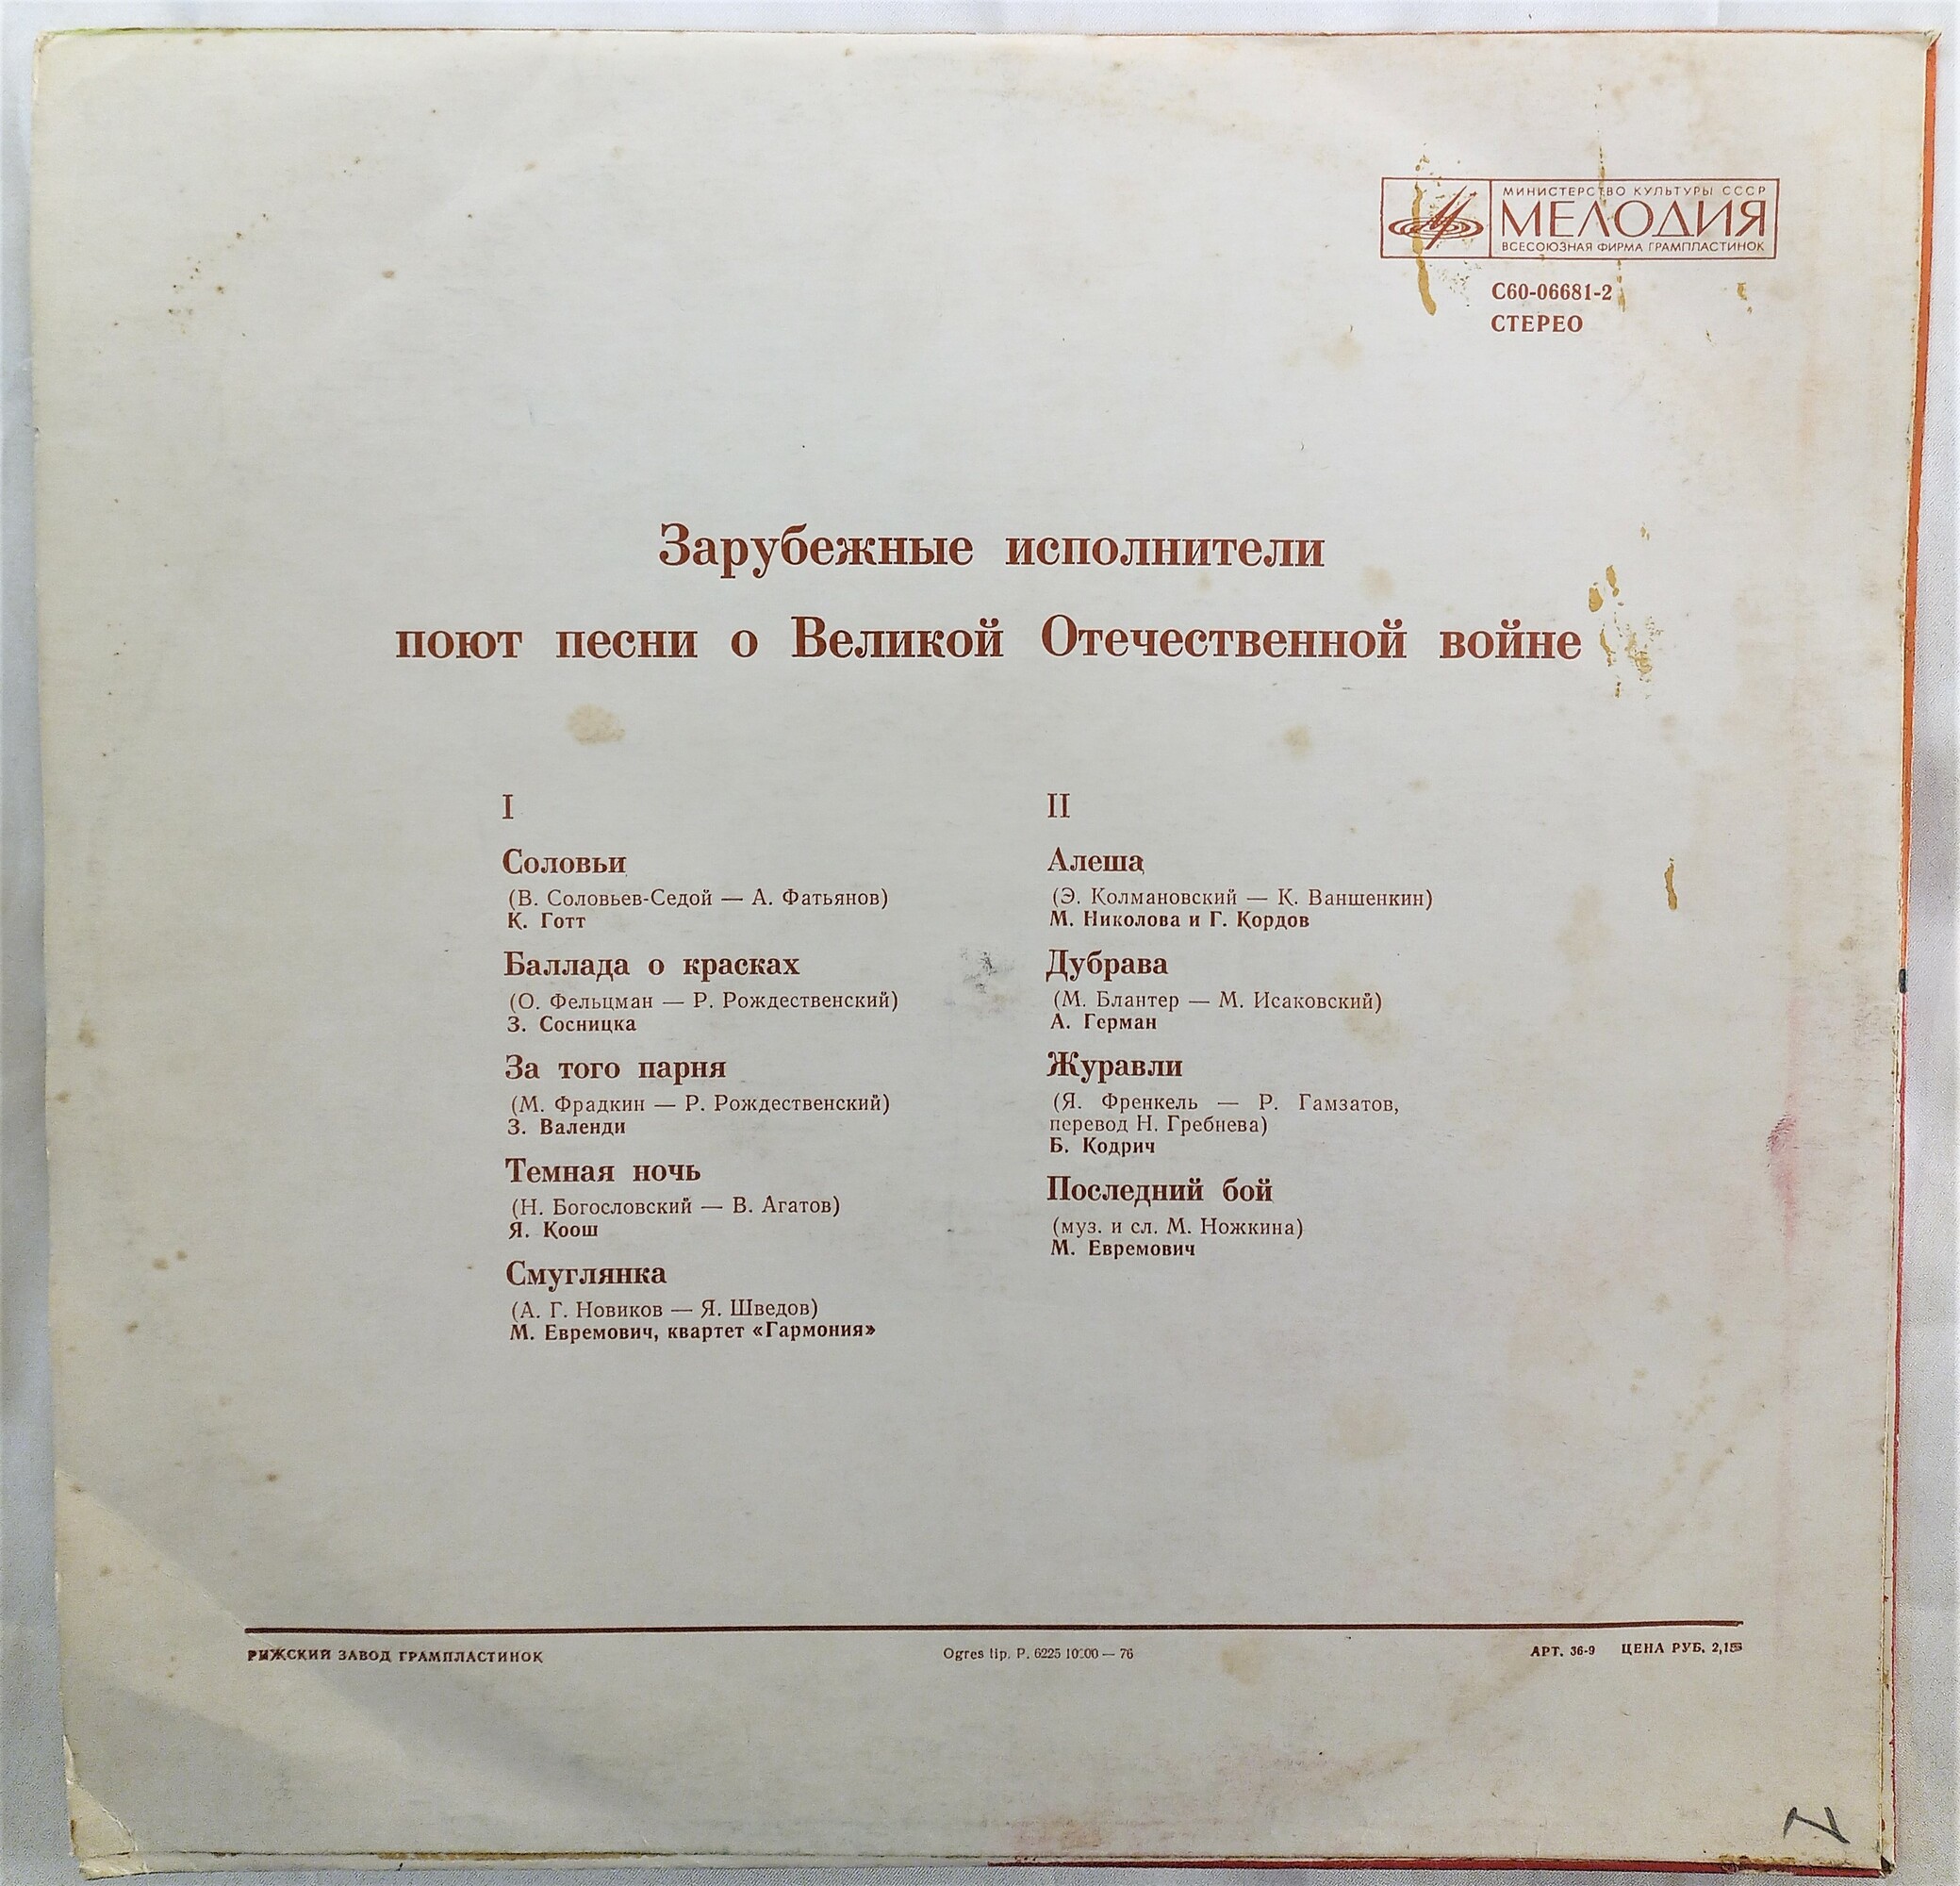 МИНИСТЕРСТВО КУЛЬТУРЫ СССР
МЕЛОДИЯ
ВСЕСОЮЗНАЯ ФИРМА ГРАМПЛАСТИНОК
С60-06681-2
СТЕРЕО
Зарубежные исполнители
поют песни о Великой Отечественной войне
I
Соловьи
(В. Соловьев-Седой — А. Фатьянов)
К. Готт
Баллада о красках
(О. Фельцман — Р. Рождественский)
З. Сосницка
За того парня
(М. Фрадкин — Р. Рождественский)
З. Валенди
Темная ночь
(Н. Богословский — В. Агатов)
Я. Коош
Смуглянка
(А. Г. Новиков — Я. Шведов)
М. Евремович, квартет «Гармония»
II
Алеша
(Э. Колмановский — К. Ваншенкин)
М. Николова и Г. Кордов
Дубрава
(М. Блантер — М. Исаковский)
А. Герман
Журавли
(Я. Френкель — Р. Гамзатов,
перевод Н. Гребнева)
Б. Кодрич
Последний бой
(муз. и сл. М. Ножкина)
М. Евремович
РИЖСКИЙ ЗАВОД ГРАМПЛАСТИНОК
Ogres tip. P. 6225 — 76
АРТ. 36-9 ЦЕНА РУБ.